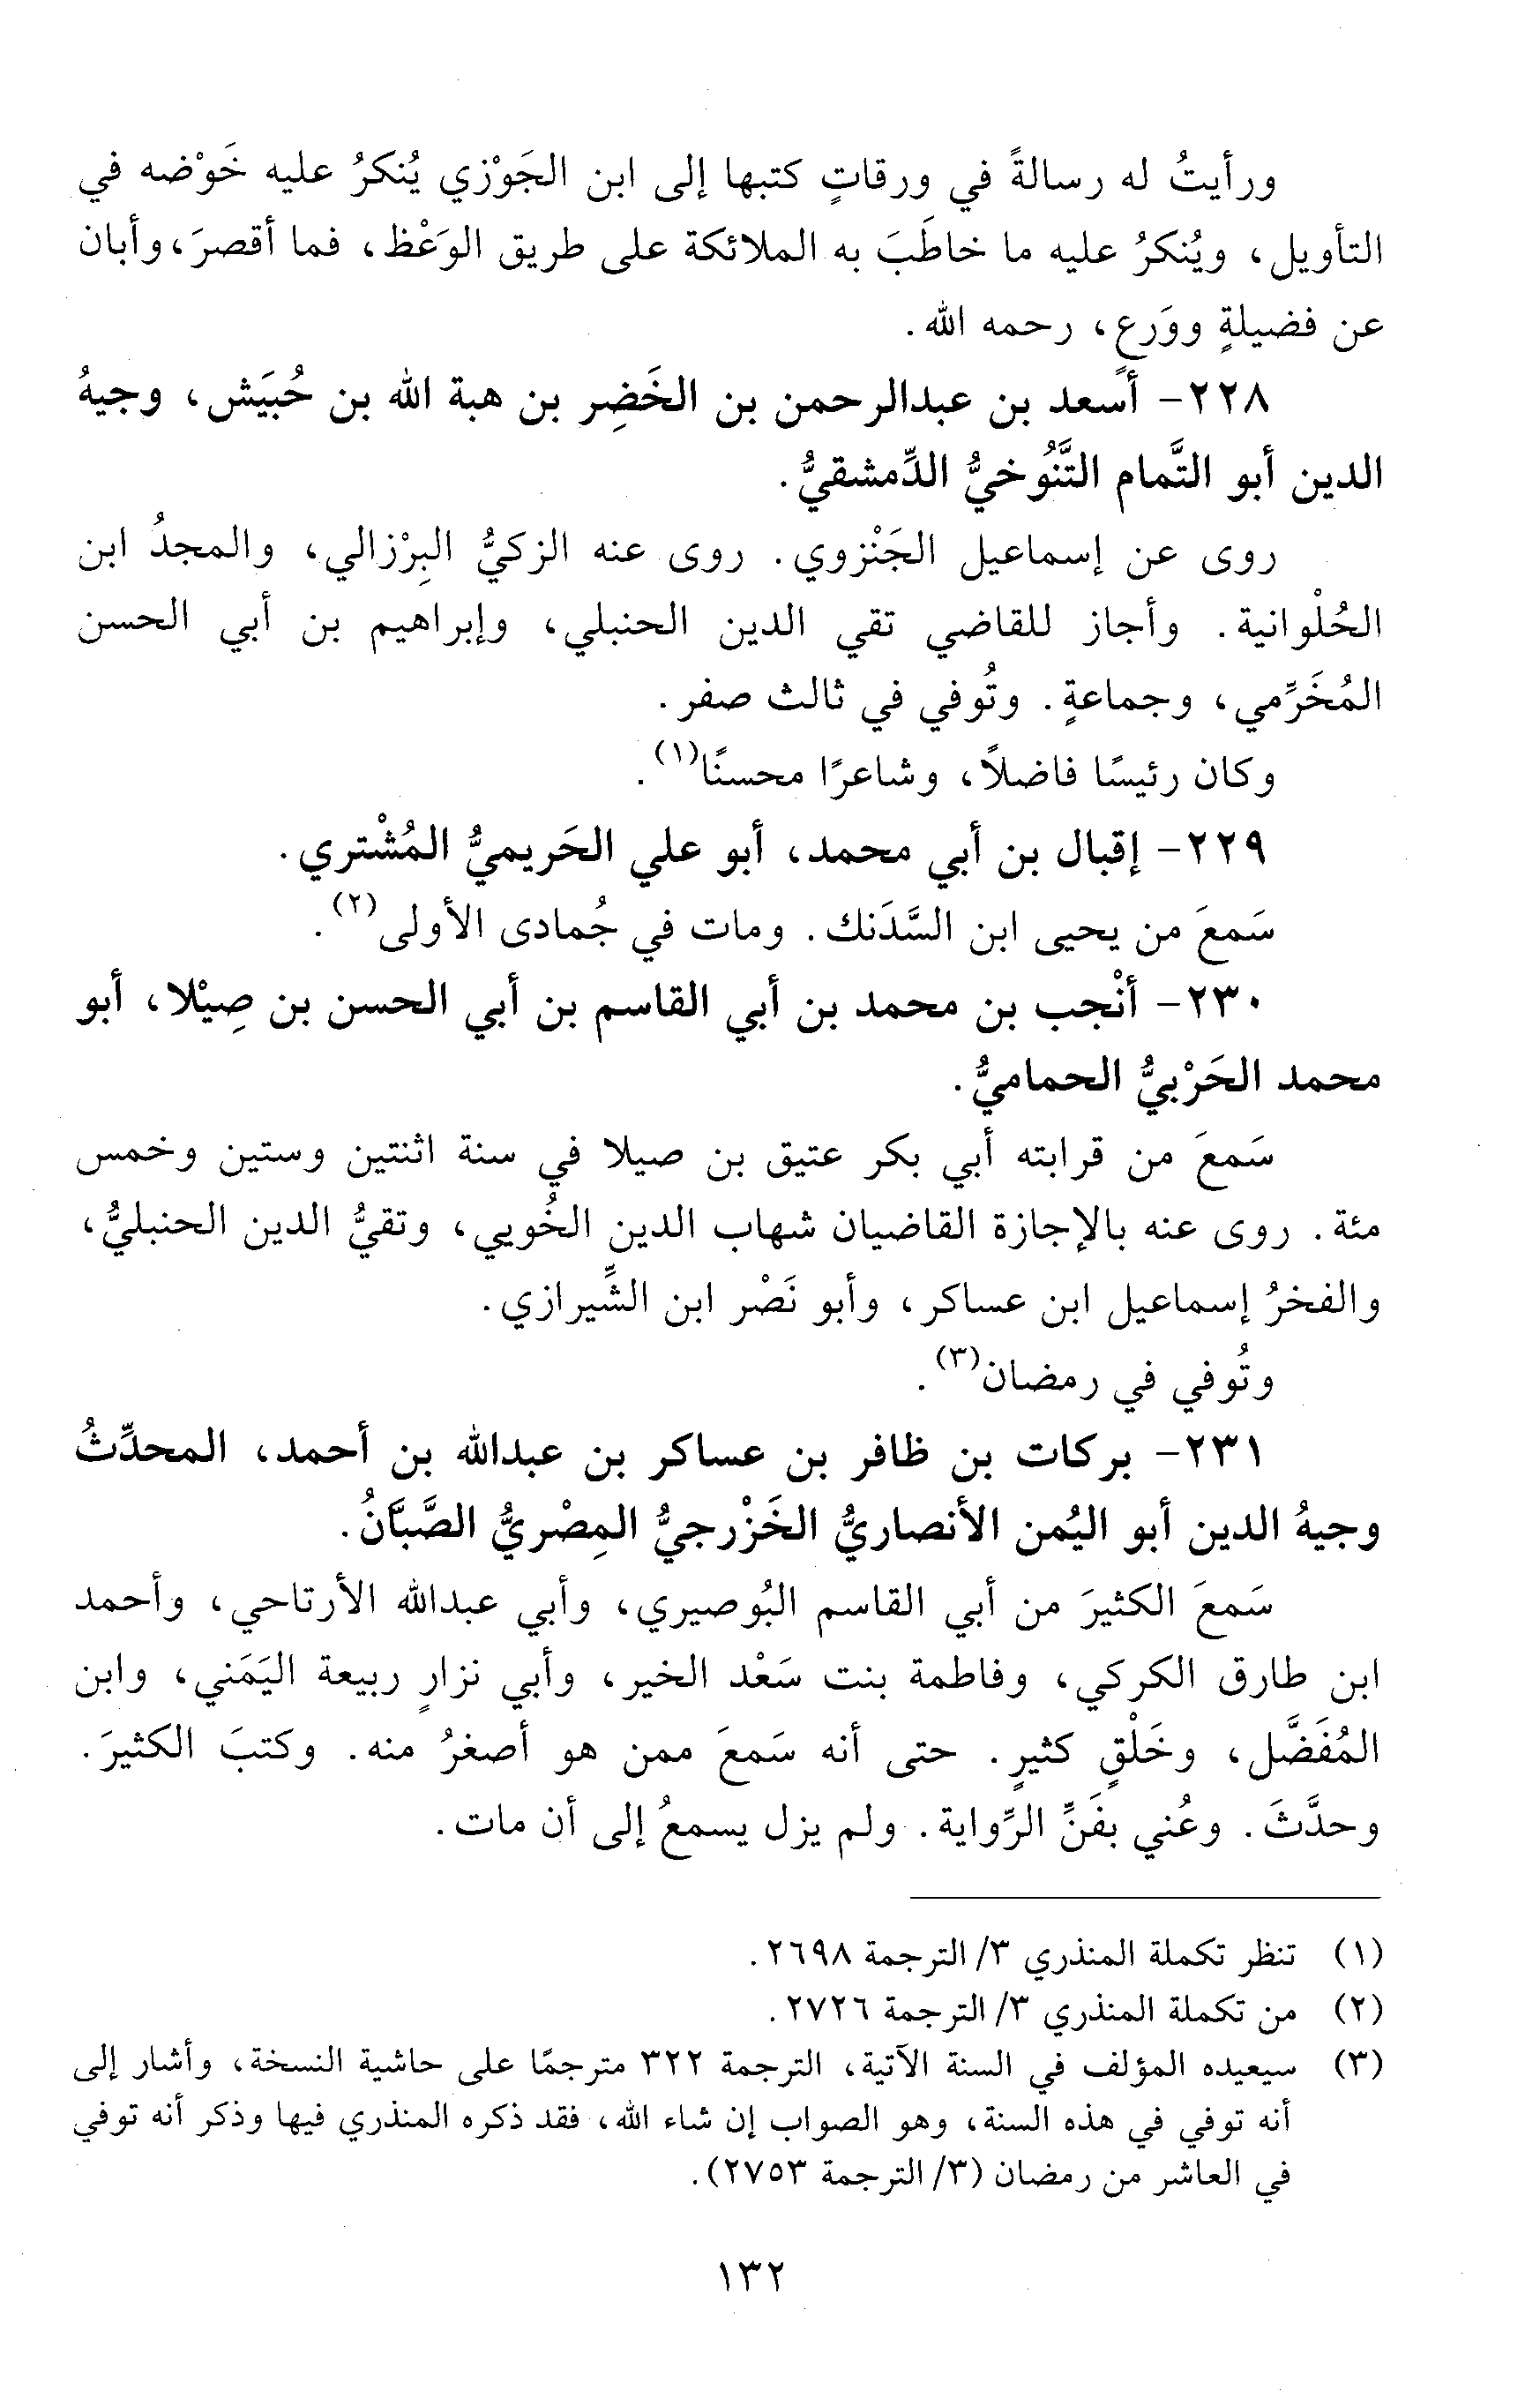 ورأيتُ له رسالةً في ورقاتٍ كتبها إلى ابن الجَوْزي يُنكرُ عليه خَوْضه في
التأويل، ويُنكرُ عليه ما خاطَبَ به الملائكة على طريق الوَعْظ، فما أقصرَ، وأبان
عن فضيلةٍ ووَرعٍ، رحمه الله.
٢٢٨- أسعد بن عبدالرحمن بن الخَضِر بن هبة الله بن حُبَيَش، وجيهُ
الدين أبو التَّمام التَّنُوخيُّ الدِّمشقيُّ.
روى عن إسماعيل الجَنْزوي. روى عنه الزكيُّ البِرْزالي، والمجدُ ابن
الحُلْوانية. وأجاز للقاضي تقي الدين الحنبلي، وإبراهيم بن أبي الحسن
المُخَرِّمي، وجماعةٍ. وتُوفي في ثالث صفر.
وكان رئيسًا فاضلاً، وشاعرًا محسنًا(١).
٢٢٩- إقبال بن أبي محمد، أبو علي الحَريميُّ المُشْتري.
سَمعَ من يحيى ابن السَّدَنك. ومات في جُمادى الأولى(٢).
٢٣٠- أنْجب بن محمد بن أبي القاسم بن أبي الحسن بن صِيْلا، أبو
محمد الحَرْبيُّ الحماميُّ.
سَمعَ من قرابته أبي بكر عتيق بن صيلا في سنة اثنتين وستين وخمس
مئة. روى عنه بالإجازة القاضيان شهاب الدين الخُويي، وتقيُّ الدين الحنبليُّ،
والفخرُ إسماعيل ابن عساكر، وأبو نَصْر ابن الشِّيرازي.
وتُوفي في رمضان(٣).
٢٣١- بركات بن ظافر بن عساكر بن عبدالله بن أحمد، المحدِّثُ
وجيهُ الدين أبو اليُمن الأنصاريُّ الخَزْرجيُّ المِصْريُّ الصَّبَّانُ.
سَمعَ الكثيرَ من أبي القاسم البُوصيري، وأبي عبدالله الأرتاحي، وأحمد
ابن طارق الكركي، وفاطمة بنت سَعْد الخير، وأبي نزارٍ ربيعة اليَمَني، وابن
المُفَضَّل، وخَلْقٍ كثيرٍ. حتى أنه سَمعَ ممن هو أصغرُ منه. وكتبَ الكثيرَ.
وحدَّثَ. وعُني بفَنِّ الرِّواية. ولم يزل يسمعُ إلى أن مات.
(١) تنظر تكملة المنذري ٣/ الترجمة ٢٦٩٨.
(٢) من تكملة المنذري ٣/ الترجمة ٢٧٢٦.
(٣) سيعيده المؤلف في السنة الآتية، الترجمة ٣٢٢ مترجمًا على حاشية النسخة، وأشار إلى
أنه توفي في هذه السنة، وهو الصواب إن شاء الله، فقد ذكره المنذري فيها وذكر أنه توفي
في العاشر من رمضان (٣/ الترجمة ٢٧٥٣).
١٣٢